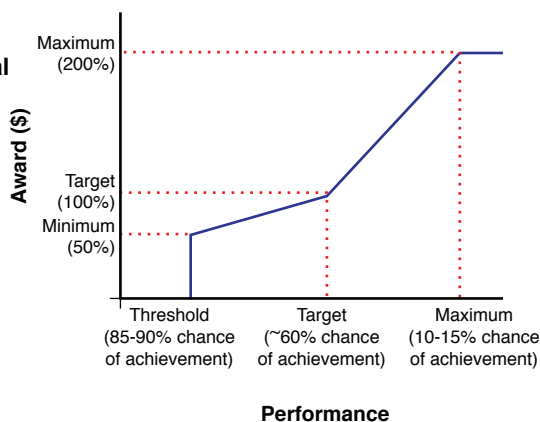 Maximum
(200%)
al
Award ($)
Target
(100%)
Minimum
(50%)
Threshold
(85-90% chance
of achievement)
Target
(~60% chance
of achievement)
Maximum
(10-15% chance
of achievement)
Performance